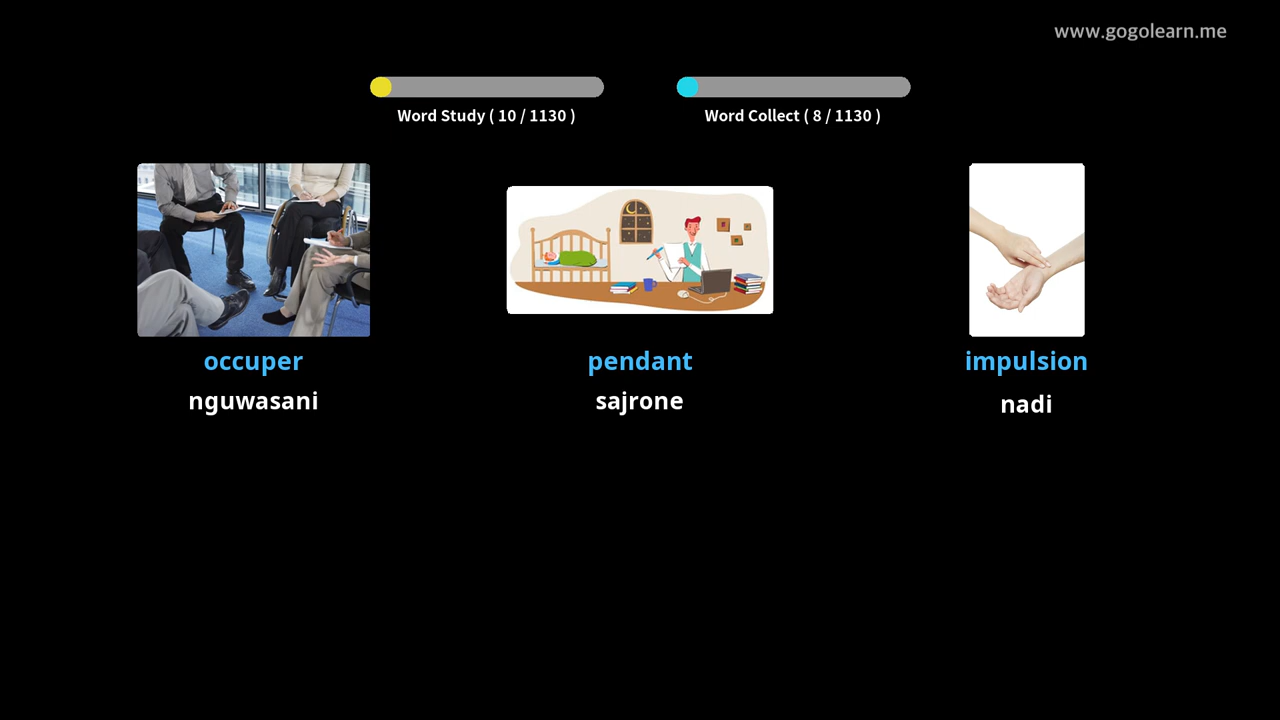 www.gogolearn.me
Word Study ( 10 / 1130 )
Word Collect ( 8 / 1130 )
occuper
nguwasani
pendant
sajrone
impulsion
nadi